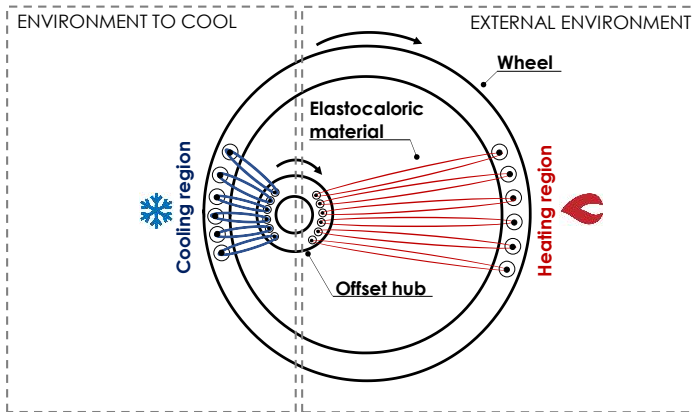 ENVIRONMENT TO COOL
EXTERNAL ENVIRONMENT
Wheel
Elastocaloric
material
Cooling region
Heating region
Offset hub